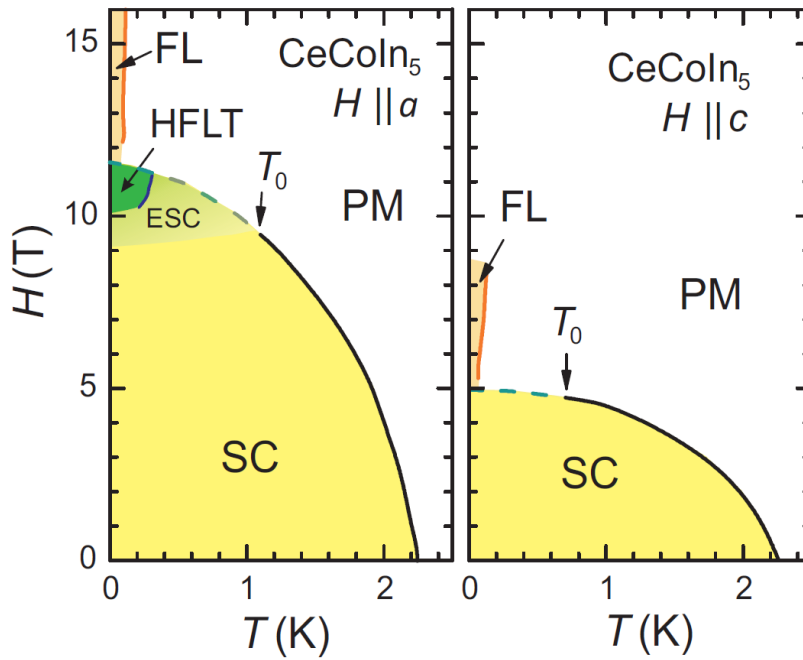 15
10
5
0
H (T)
FL
HFLT
CeCoIn5
H || a
T0
PM
ESC
SC
0
1
2
T (K)
CeCoIn5
H || c
FL
PM
T0
SC
0
1
2
T (K)